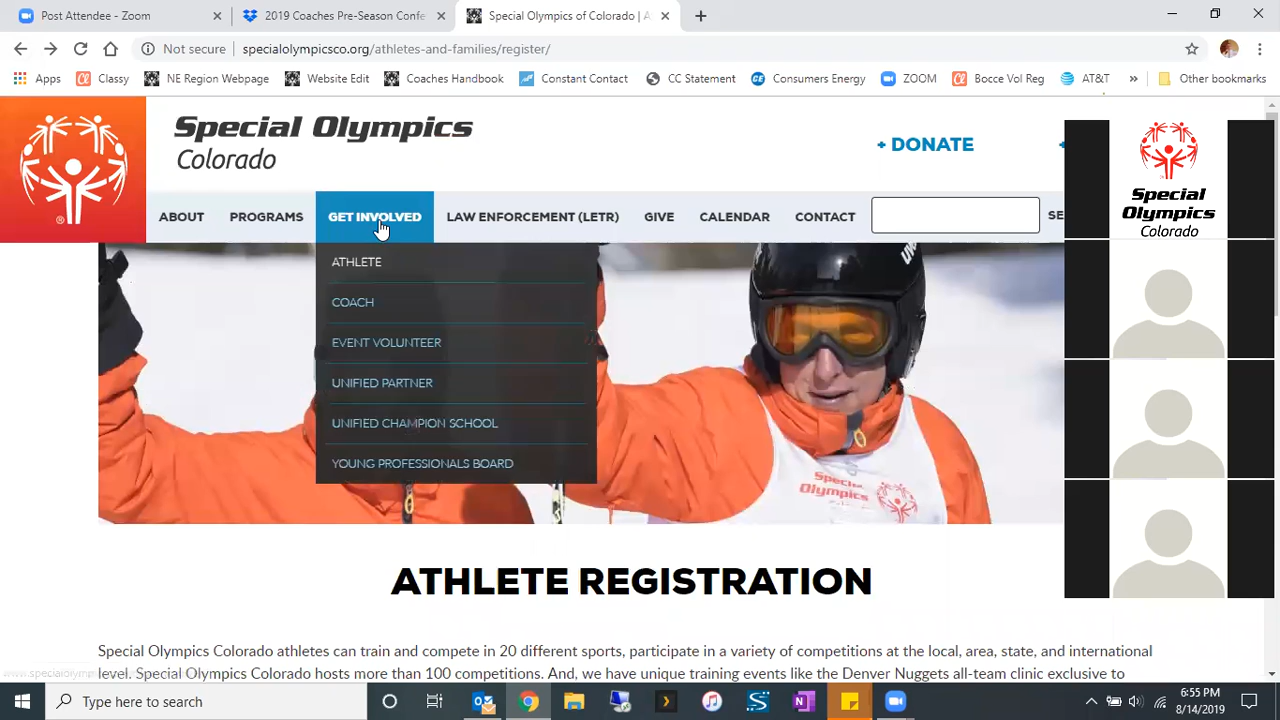 Post Attendee - Zoom
2019 Coaches Pre-Season Confe
Special Olympics of Colorado | A
Not secure
specialolympicsco.org/athletes-and-families/register/
Apps
Classy
NE Region Webpage
Website Edit
Coaches Handbook
Constant Contact
CC Statement
Consumers Energy
ZOOM
Bocce Vol Reg
AT&T
»
Other bookmarks
Special Olympics
Colorado
+ DONATE
+
ABOUT
PROGRAMS
GET INVOLVED
LAW ENFORCEMENT (LETR)
GIVE
CALENDAR
CONTACT
SE
ATHLETE
COACH
EVENT VOLUNTEER
UNIFIED PARTNER
UNIFIED CHAMPION SCHOOL
YOUNG PROFESSIONALS BOARD
Special
Olympics
Colorado
Special
Olympics
ATHLETE REGISTRATION
Special Olympics Colorado athletes can train and compete in 20 different sports, participate in a variety of competitions at the local, area, state, and international
level. Special Olympics Colorado hosts more than 100 competitions. And, we have unique training events like the Denver Nuggets all-team clinic exclusive to
Type here to search
6:55 PM
8/14/2019